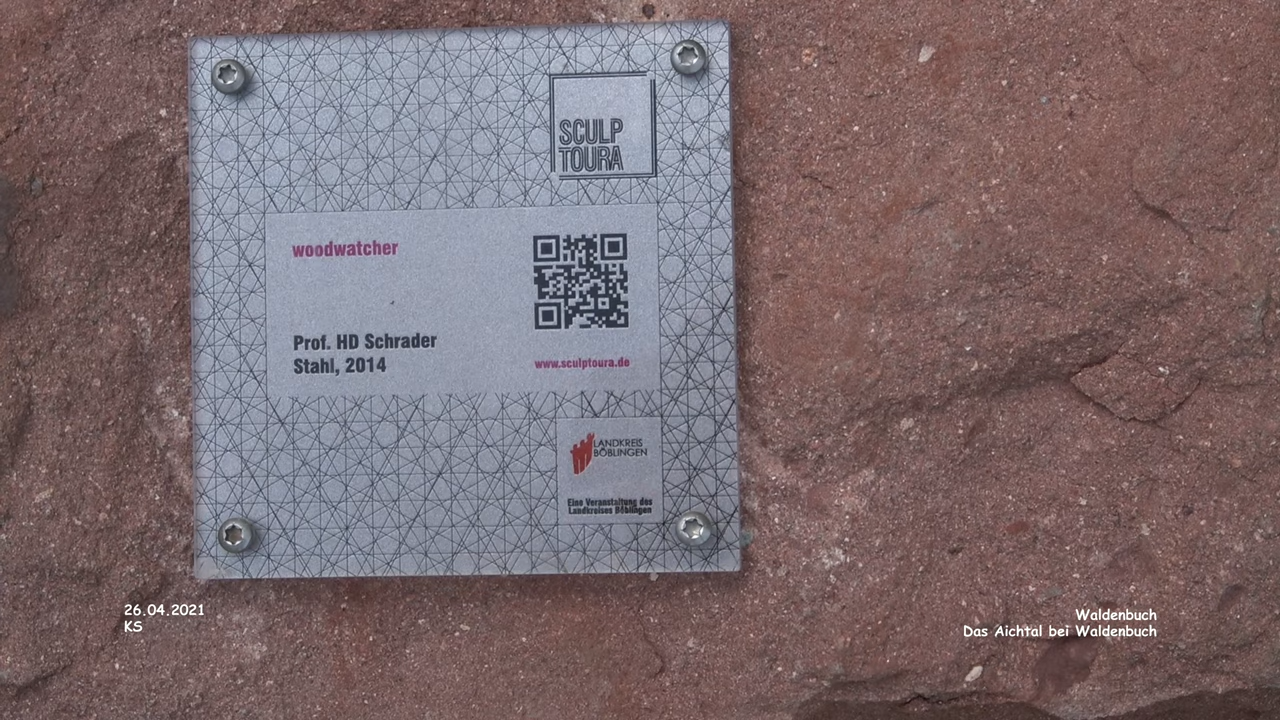 SCULP
TOURA
woodwatcher
Prof. HD Schrader
Stahl, 2014
www.sculptoura.de
LANDKREIS
BÖBLINGEN
Eine Veranstaltung des
Landkreises Böblingen
26.04.2021
KS
Waldenbuch
Das Aichtal bei Waldenbuch